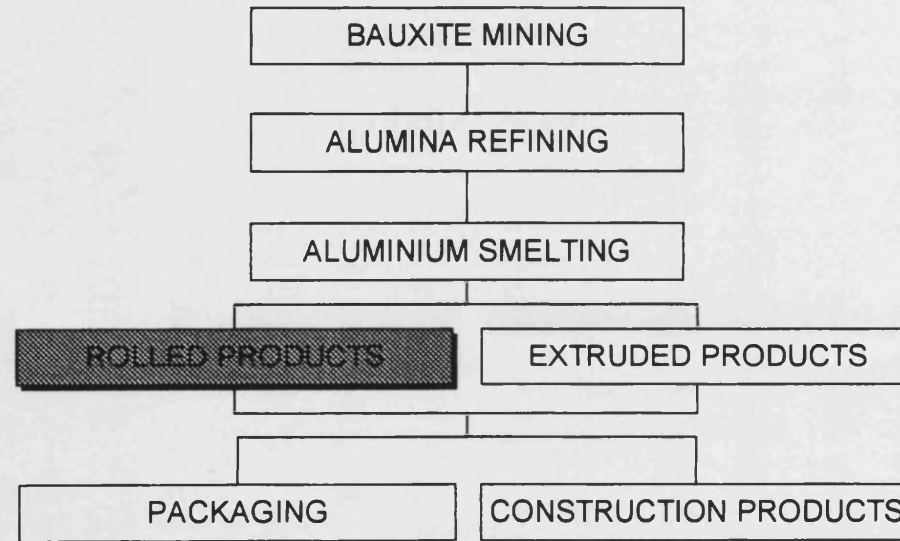 BAUXITE MINING
ALUMINA REFINING
ALUMINIUM SMELTING
ROLLED PRODUCTS
EXTRUDED PRODUCTS
PACKAGING
CONSTRUCTION PRODUCTS